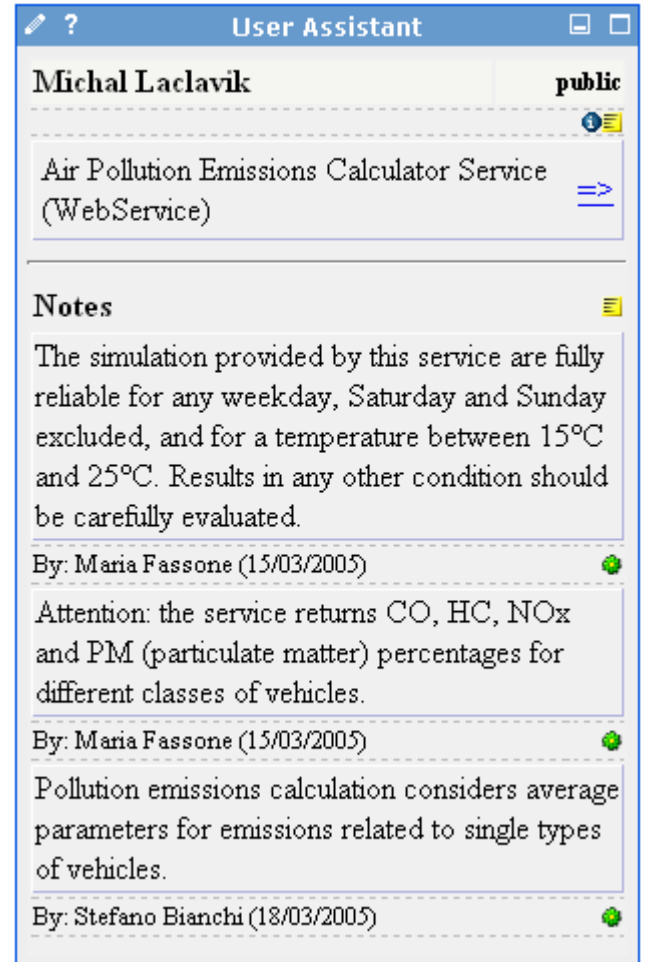 ? User Assistant
Michal Laclavik public
Air Pollution Emissions Calculator Service
(WebService) =>
Notes
The simulation provided by this service are fully
reliable for any weekday, Saturday and Sunday
excluded, and for a temperature between 15°C
and 25°C. Results in any other condition should
be carefully evaluated.
By: Maria Fassone (15/03/2005)
Attention: the service returns CO, HC, NOx
and PM (particulate matter) percentages for
different classes of vehicles.
By: Maria Fassone (15/03/2005)
Pollution emissions calculation considers average
parameters for emissions related to single types
of vehicles.
By: Stefano Bianchi (18/03/2005)